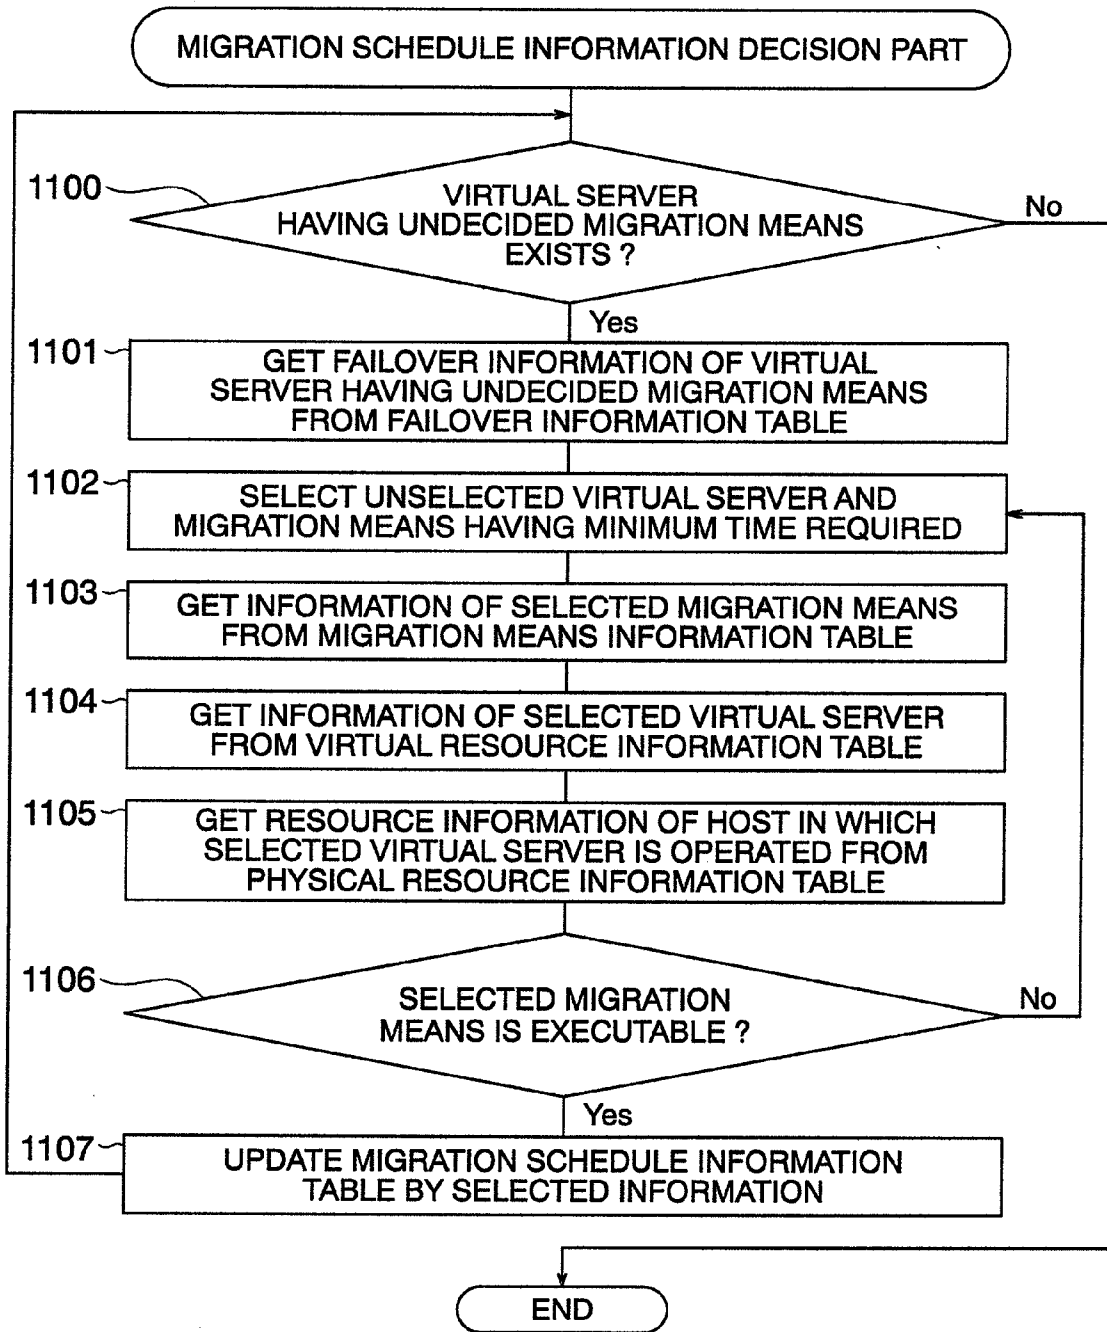 MIGRATION SCHEDULE INFORMATION DECISION PART
1100
VIRTUAL SERVER
HAVING UNDECIDED MIGRATION MEANS
EXISTS ?
No
Yes
1101
GET FAILOVER INFORMATION OF VIRTUAL
SERVER HAVING UNDECIDED MIGRATION MEANS
FROM FAILOVER INFORMATION TABLE
1102
SELECT UNSELECTED VIRTUAL SERVER AND
MIGRATION MEANS HAVING MINIMUM TIME REQUIRED
1103
GET INFORMATION OF SELECTED MIGRATION MEANS
FROM MIGRATION MEANS INFORMATION TABLE
1104
GET INFORMATION OF SELECTED VIRTUAL SERVER
FROM VIRTUAL RESOURCE INFORMATION TABLE
1105
GET RESOURCE INFORMATION OF HOST IN WHICH
SELECTED VIRTUAL SERVER IS OPERATED FROM
PHYSICAL RESOURCE INFORMATION TABLE
1106
SELECTED MIGRATION
MEANS IS EXECUTABLE ?
No
Yes
1107
UPDATE MIGRATION SCHEDULE INFORMATION
TABLE BY SELECTED INFORMATION
END